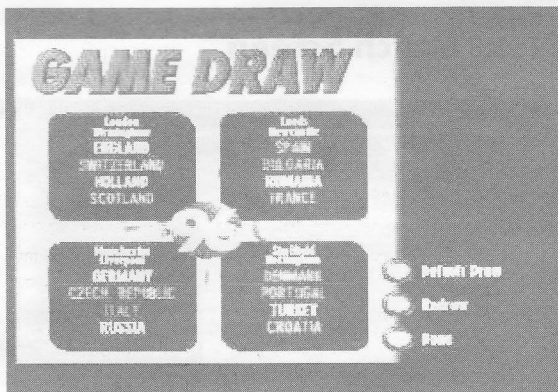 GAME DRAW
London
Birmingham
ENGLAND
SWITZERLAND
HOLLAND
SCOTLAND
Leeds
Newcastle
SPAIN
BULGARIA
ROMANIA
FRANCE
96
Manchester
Liverpool
GERMANY
CZECH REPUBLIC
ITALY
RUSSIA
Sheffield
Nottingham
DENMARK
PORTUGAL
TURKEY
CROATIA
Default Draw
Redraw
Done